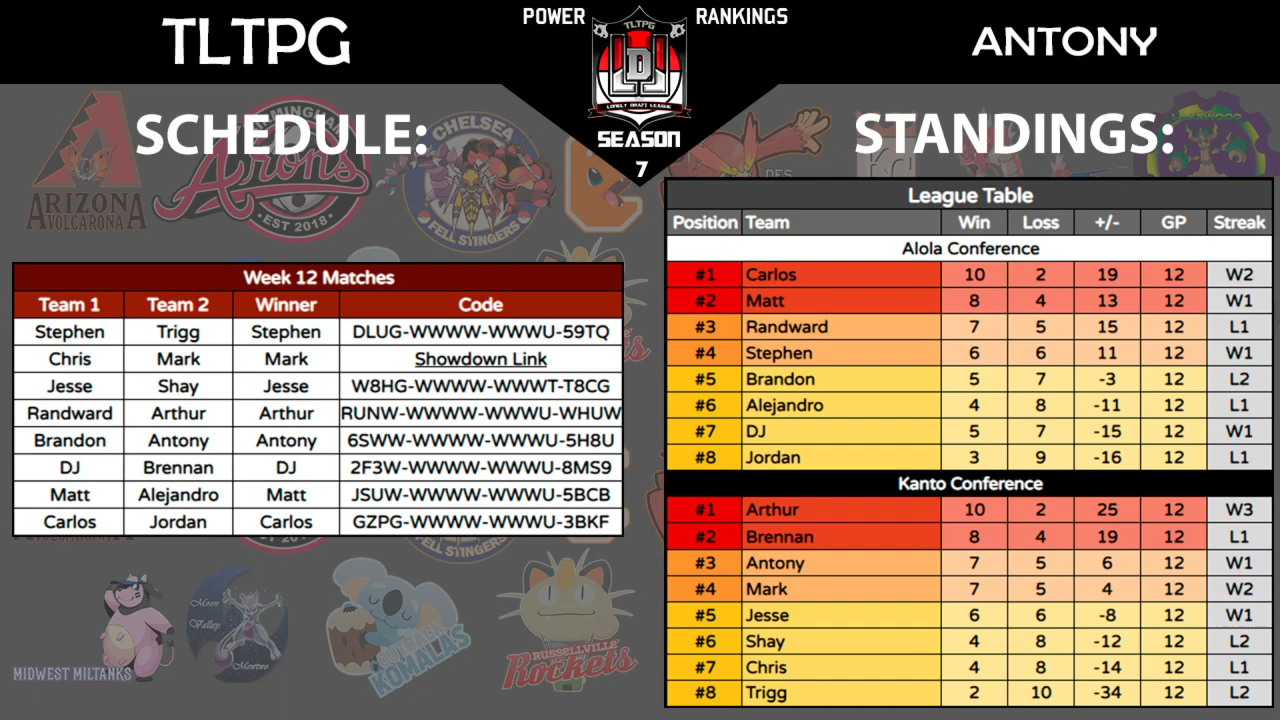 TLTPG
POWER RANKINGS
ANTONY
TLTPG
LDL
LONELY DRAFT LEAGUE
SEASON
7
SCHEDULE:
STANDINGS:
ARIZONA
VOLCARONA
BIRMINGHAM
Arons
EST 2018
CHELSEA
FELL STINGERS
Week 12 Matches
Team 1 Team 2 Winner Code
Stephen Trigg Stephen DLUG-WWWW-WWWU-59TQ
Chris Mark Mark Showdown Link
Jesse Shay Jesse W8HG-WWWW-WWWT-T8CG
Randward Arthur Arthur RUNW-WWWW-WWWU-WHUW
Brandon Antony Antony 6SWW-WWWW-WWWU-5H8U
DJ Brennan DJ 2F3W-WWWW-WWWU-8MS9
Matt Alejandro Matt JSUW-WWWW-WWWU-5BCB
Carlos Jordan Carlos GZPG-WWWW-WWWU-3BKF
League Table
Position Team Win Loss +/- GP Streak
Alola Conference
#1 Carlos 10 2 19 12 W2
#2 Matt 8 4 13 12 W1
#3 Randward 7 5 15 12 L1
#4 Stephen 6 6 11 12 W1
#5 Brandon 5 7 -3 12 L2
#6 Alejandro 4 8 -11 12 L1
#7 DJ 5 7 -15 12 W1
#8 Jordan 3 9 -16 12 L1
Kanto Conference
#1 Arthur 10 2 25 12 W3
#2 Brennan 8 4 19 12 L1
#3 Antony 7 5 6 12 W1
#4 Mark 7 5 4 12 W2
#5 Jesse 6 6 -8 12 W1
#6 Shay 4 8 -12 12 L2
#7 Chris 4 8 -14 12 L1
#8 Trigg 2 10 -34 12 L2
FELL STINGERS
MIDWEST MILTANKS
Moon
Valley
Mewtwo
OUTBACK
KOMALAS
RUSSELLVILLE
Rockets